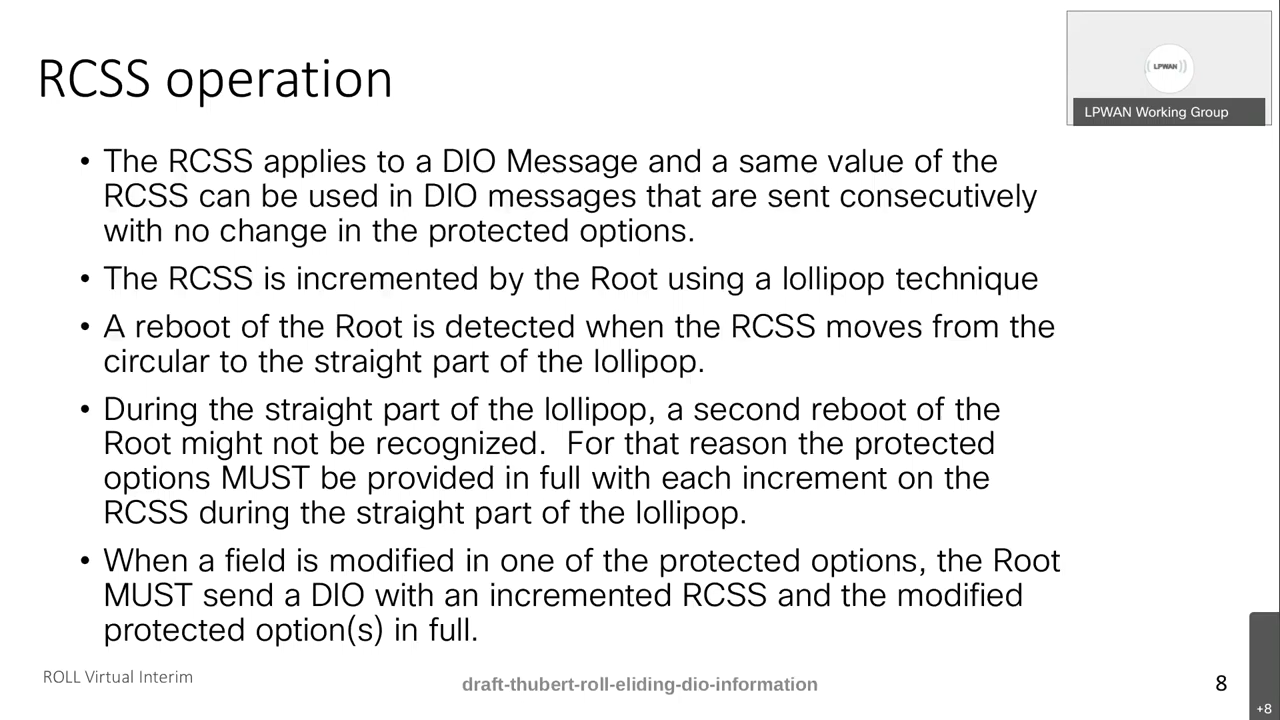 RCSS operation
LPWAN
LPWAN Working Group
• The RCSS applies to a DIO Message and a same value of the
RCSS can be used in DIO messages that are sent consecutively
with no change in the protected options.
• The RCSS is incremented by the Root using a lollipop technique
• A reboot of the Root is detected when the RCSS moves from the
circular to the straight part of the lollipop.
• During the straight part of the lollipop, a second reboot of the
Root might not be recognized.  For that reason the protected
options MUST be provided in full with each increment on the
RCSS during the straight part of the lollipop.
• When a field is modified in one of the protected options, the Root
MUST send a DIO with an incremented RCSS and the modified
protected option(s) in full.
ROLL Virtual Interim
draft-thubert-roll-eliding-dio-information
8
+8